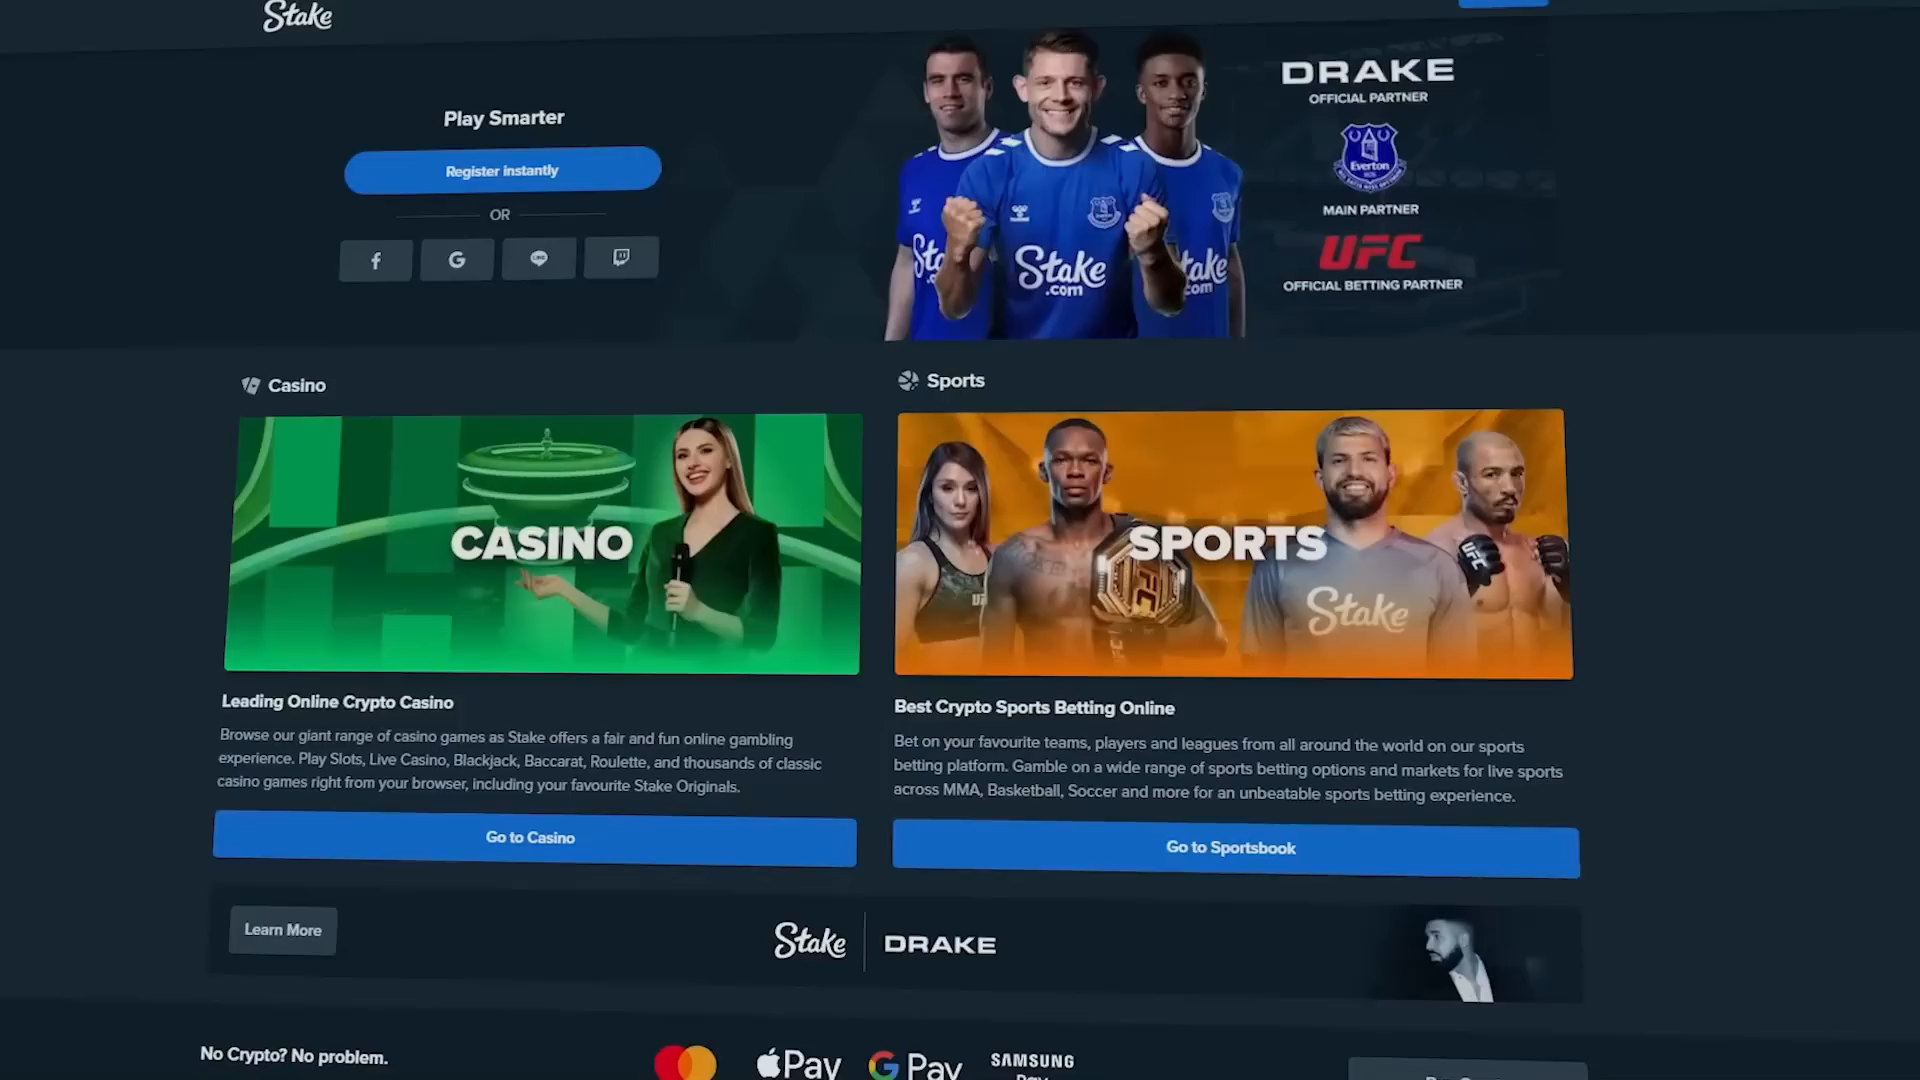 Stake
Play Smarter
Register instantly
OR
DRAKE
OFFICIAL PARTNER
Everton
MAIN PARTNER
UFC
OFFICIAL BETTING PARTNER
Stake
.com
Casino
Sports
CASINO
SPORTS
UFC
Stake
Leading Online Crypto Casino
Browse our giant range of casino games as Stake offers a fair and fun online gambling
experience. Play Slots, Live Casino, Blackjack, Baccarat, Roulette, and thousands of classic
casino games right from your browser, including your favourite Stake Originals.
Go to Casino
Best Crypto Sports Betting Online
Bet on your favourite teams, players and leagues from all around the world on our sports
betting platform. Gamble on a wide range of sports betting options and markets for live sports
across MMA, Basketball, Soccer and more for an unbeatable sports betting experience.
Go to Sportsbook
Learn More
Stake
DRAKE
No Crypto? No problem.
Pay
G Pay
SAMSUNG